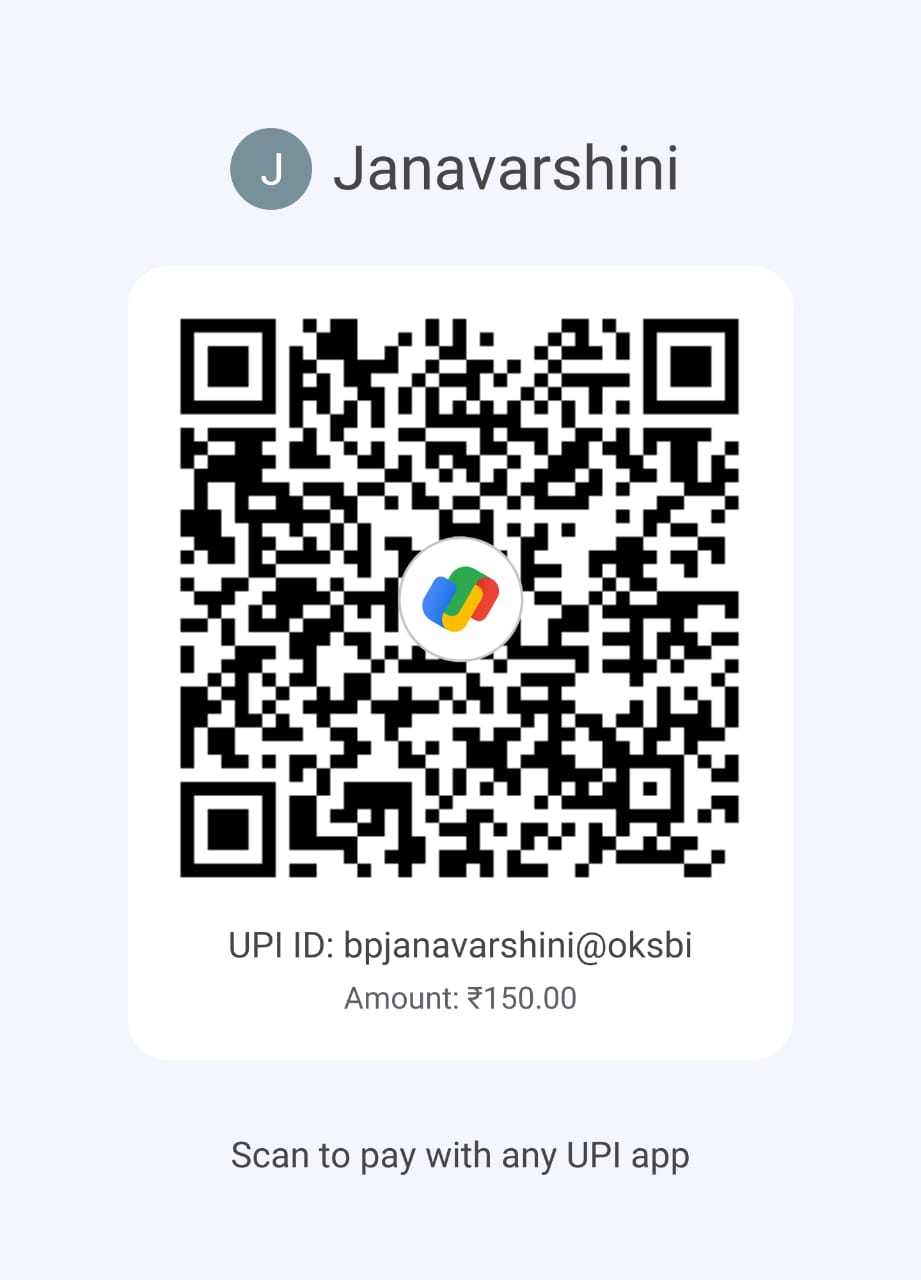 J Janavarshini
UPI ID: bpjanavarshini@oksbi
Amount: ₹150.00
Scan to pay with any UPI app